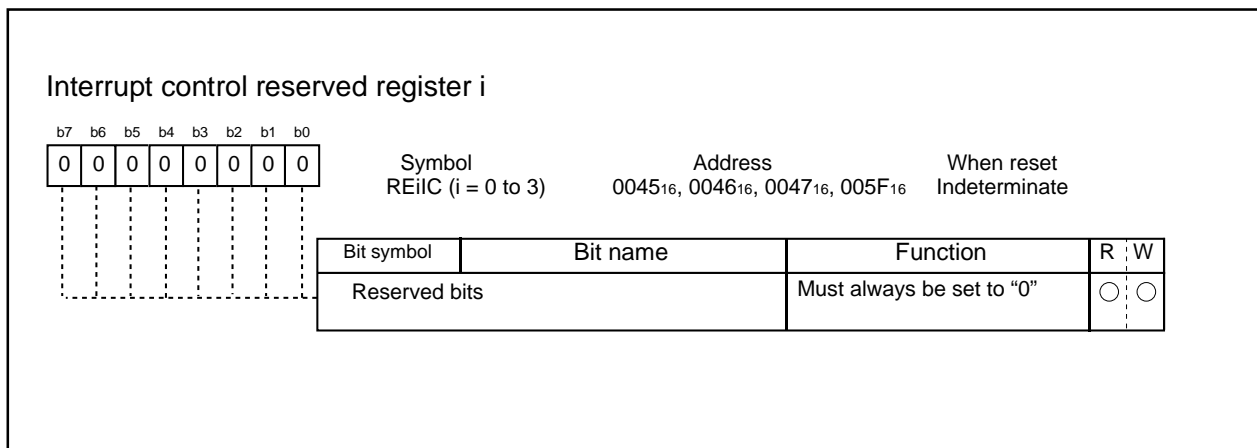 Interrupt control reserved register i
b7 b6 b5 b4 b3 b2 b1 b0
0 0 0 0 0 0 0 0
Symbol Address When reset
REiIC (i = 0 to 3) 004516, 004616, 004716, 005F16 Indeterminate
Bit symbol Bit name Function R W
Reserved bits Must always be set to “0” ○ ○